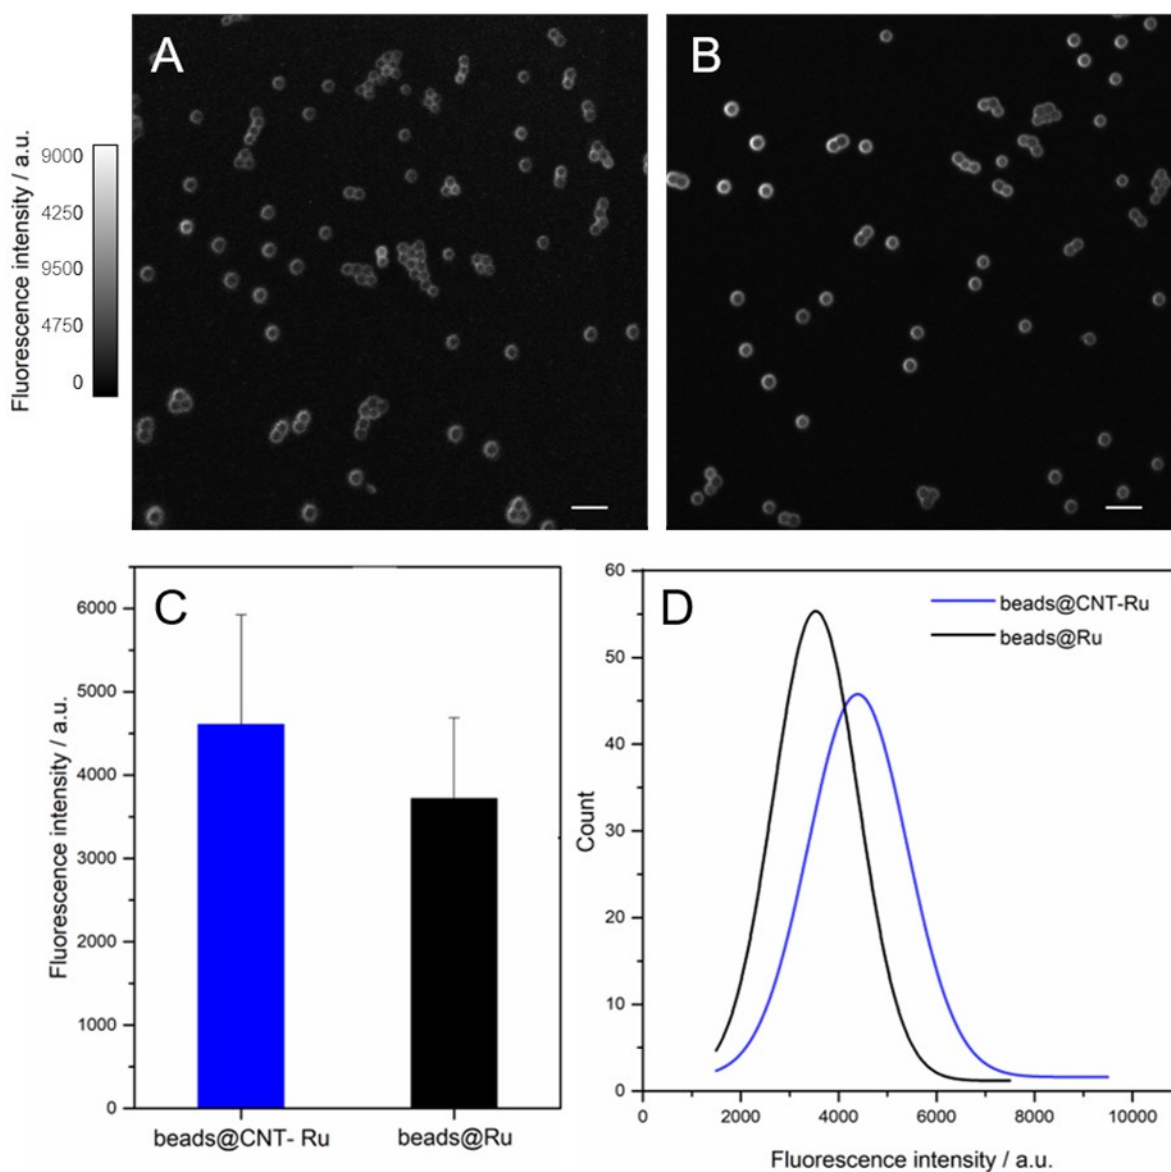 A
B
Fluorescence intensity / a.u.
9000
4250
9500
4750
0
C
Fluorescence intensity / a.u.
6000
5000
4000
3000
2000
1000
0
beads@CNT- Ru
beads@Ru
D
beads@CNT-Ru
beads@Ru
Count
60
50
40
30
20
10
0
0
2000
4000
6000
8000
10000
Fluorescence intensity / a.u.